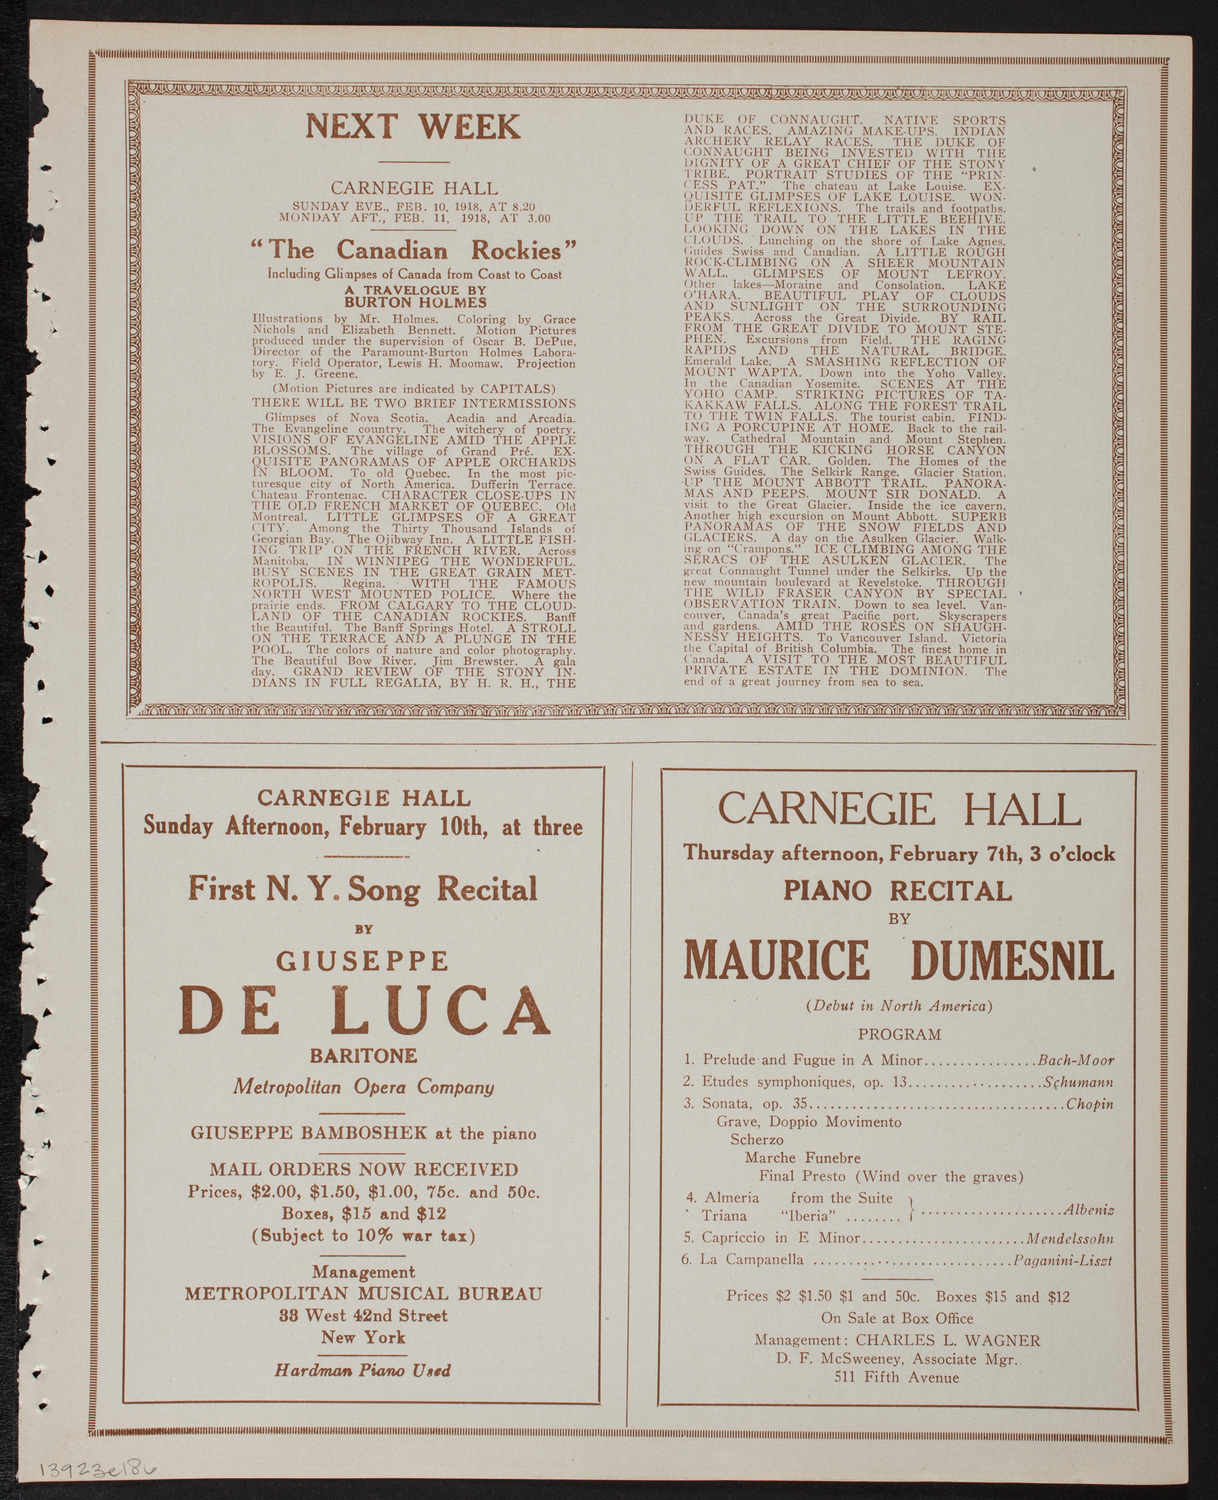 NEXT WEEK
CARNEGIE HALL
SUNDAY EVE., FEB. 10, 1918, AT 8.20
MONDAY AFT., FEB. 11, 1918, AT 3.00
“The Canadian Rockies”
Including Glimpses of Canada from Coast to Coast
A TRAVELOGUE BY
BURTON HOLMES
Illustrations by Mr. Holmes. Coloring by Grace
Nichols and Elizabeth Bennett. Motion Pictures
produced under the supervision of Oscar B. DePue,
Director of the Paramount-Burton Holmes Labora-
tory. Field Operator, Lewis H. Moomaw. Projection
by E. J. Greene.
(Motion Pictures are indicated by CAPITALS)
THERE WILL BE TWO BRIEF INTERMISSIONS
Glimpses of Nova Scotia, Acadia and Arcadia.
The Evangeline country. The witchery of poetry.
VISIONS OF EVANGELINE AMID THE APPLE
BLOSSOMS. The village of Grand Pré. EX-
QUISITE PANORAMAS OF APPLE ORCHARDS
IN BLOOM. To old Quebec. In the most pic-
turesque city of North America. Dufferin Terrace.
Chateau Frontenac. CHARACTER CLOSE-UPS IN
THE OLD FRENCH MARKET OF QUEBEC. Old
Montreal. LITTLE GLIMPSES OF A GREAT
CITY. Among the Thirty Thousand Islands of
Georgian Bay. The Ojibway Inn. A LITTLE FISH-
ING TRIP ON THE FRENCH RIVER. Across
Manitoba. IN WINNIPEG THE WONDERFUL.
BUSY SCENES IN THE GREAT GRAIN MET-
ROPOLIS. Regina. WITH THE FAMOUS
NORTH WEST MOUNTED POLICE. Where the
prairie ends. FROM CALGARY TO THE CLOUD-
LAND OF THE CANADIAN ROCKIES. Banff
the Beautiful. The Banff Springs Hotel. A STROLL
ON THE TERRACE AND A PLUNGE IN THE
POOL. The colors of nature and color photography.
The Beautiful Bow River. Jim Brewster. A gala
day. GRAND REVIEW OF THE STONY IN-
DIANS IN FULL REGALIA, BY H. R. H., THE
DUKE OF CONNAUGHT. NATIVE SPORTS
AND RACES. AMAZING MAKE-UPS. INDIAN
ARCHERY RELAY RACES. THE DUKE OF
CONNAUGHT BEING INVESTED WITH THE
DIGNITY OF A GREAT CHIEF OF THE STONY
TRIBE. PORTRAIT STUDIES OF THE “PRIN-
CESS PAT.” The chateau at Lake Louise. EX-
QUISITE GLIMPSES OF LAKE LOUISE. WON-
DERFUL REFLEXIONS. The trails and footpaths.
UP THE TRAIL TO THE LITTLE BEEHIVE.
LOOKING DOWN ON THE LAKES IN THE
CLOUDS. Lunching on the shore of Lake Agnes.
Guides Swiss and Canadian. A LITTLE ROUGH
ROCK-CLIMBING ON A SHEER MOUNTAIN
WALL. GLIMPSES OF MOUNT LEFROY.
Other lakes—Moraine and Consolation. LAKE
O’HARA. BEAUTIFUL PLAY OF CLOUDS
AND SUNLIGHT ON THE SURROUNDING
PEAKS. Across the Great Divide. BY RAIL
FROM THE GREAT DIVIDE TO MOUNT STE-
PHEN. Excursions from Field. THE RAGING
RAPIDS AND THE NATURAL BRIDGE.
Emerald Lake. A SMASHING REFLECTION OF
MOUNT WAPTA. Down into the Yoho Valley.
In the Canadian Yosemite. SCENES AT THE
YOHO CAMP. STRIKING PICTURES OF TA-
KAKKAW FALLS. ALONG THE FOREST TRAIL
TO THE TWIN FALLS. The tourist cabin. FIND-
ING A PORCUPINE AT HOME. Back to the rail-
way. Cathedral Mountain and Mount Stephen.
THROUGH THE KICKING HORSE CANYON
ON A FLAT CAR. Golden. The Homes of the
Swiss Guides. The Selkirk Range. Glacier Station.
UP THE MOUNT ABBOTT TRAIL. PANORA-
MAS AND PEEPS. MOUNT SIR DONALD. A
visit to the Great Glacier. Inside the ice cavern.
Another high excursion on Mount Abbott. SUPERB
PANORAMAS OF THE SNOW FIELDS AND
GLACIERS. A day on the Asulken Glacier. Walk-
ing on “Crampons.” ICE CLIMBING AMONG THE
SERACS OF THE ASULKEN GLACIER. The
great Connaught Tunnel under the Selkirks. Up the
new mountain boulevard at Revelstoke. THROUGH
THE WILD FRASER CANYON BY SPECIAL
OBSERVATION TRAIN. Down to sea level. Van-
couver, Canada’s great Pacific port. Skyscrapers
and gardens. AMID THE ROSES ON SHAUGH-
NESSY HEIGHTS. To Vancouver Island. Victoria
the Capital of British Columbia. The finest home in
Canada. A VISIT TO THE MOST BEAUTIFUL
PRIVATE ESTATE IN THE DOMINION. The
end of a great journey from sea to sea.
CARNEGIE HALL
Sunday Afternoon, February 10th, at three
First N. Y. Song Recital
BY
GIUSEPPE
DE LUCA
BARITONE
Metropolitan Opera Company
GIUSEPPE BAMBOSHEK at the piano
MAIL ORDERS NOW RECEIVED
Prices, $2.00, $1.50, $1.00, 75c. and 50c.
Boxes, $15 and $12
(Subject to 10% war tax)
Management
METROPOLITAN MUSICAL BUREAU
33 West 42nd Street
New York
Hardman Piano Used
CARNEGIE HALL
Thursday afternoon, February 7th, 3 o’clock
PIANO RECITAL
BY
MAURICE DUMESNIL
(Debut in North America)
PROGRAM
1. Prelude and Fugue in A Minor................Bach-Moor
2. Etudes symphoniques, op. 13...................Schumann
3. Sonata, op. 35....................................Chopin
Grave, Doppio Movimento
Scherzo
Marche Funebre
Final Presto (Wind over the graves)
4. Almeria from the Suite
Triana “Iberia” ........ } ....................Albeniz
5. Capriccio in E Minor.......................Mendelssohn
6. La Campanella ............................Paganini-Liszt
Prices $2 $1.50 $1 and 50c. Boxes $15 and $12
On Sale at Box Office
Management: CHARLES L. WAGNER
D. F. McSweeney, Associate Mgr.
511 Fifth Avenue
13923e186